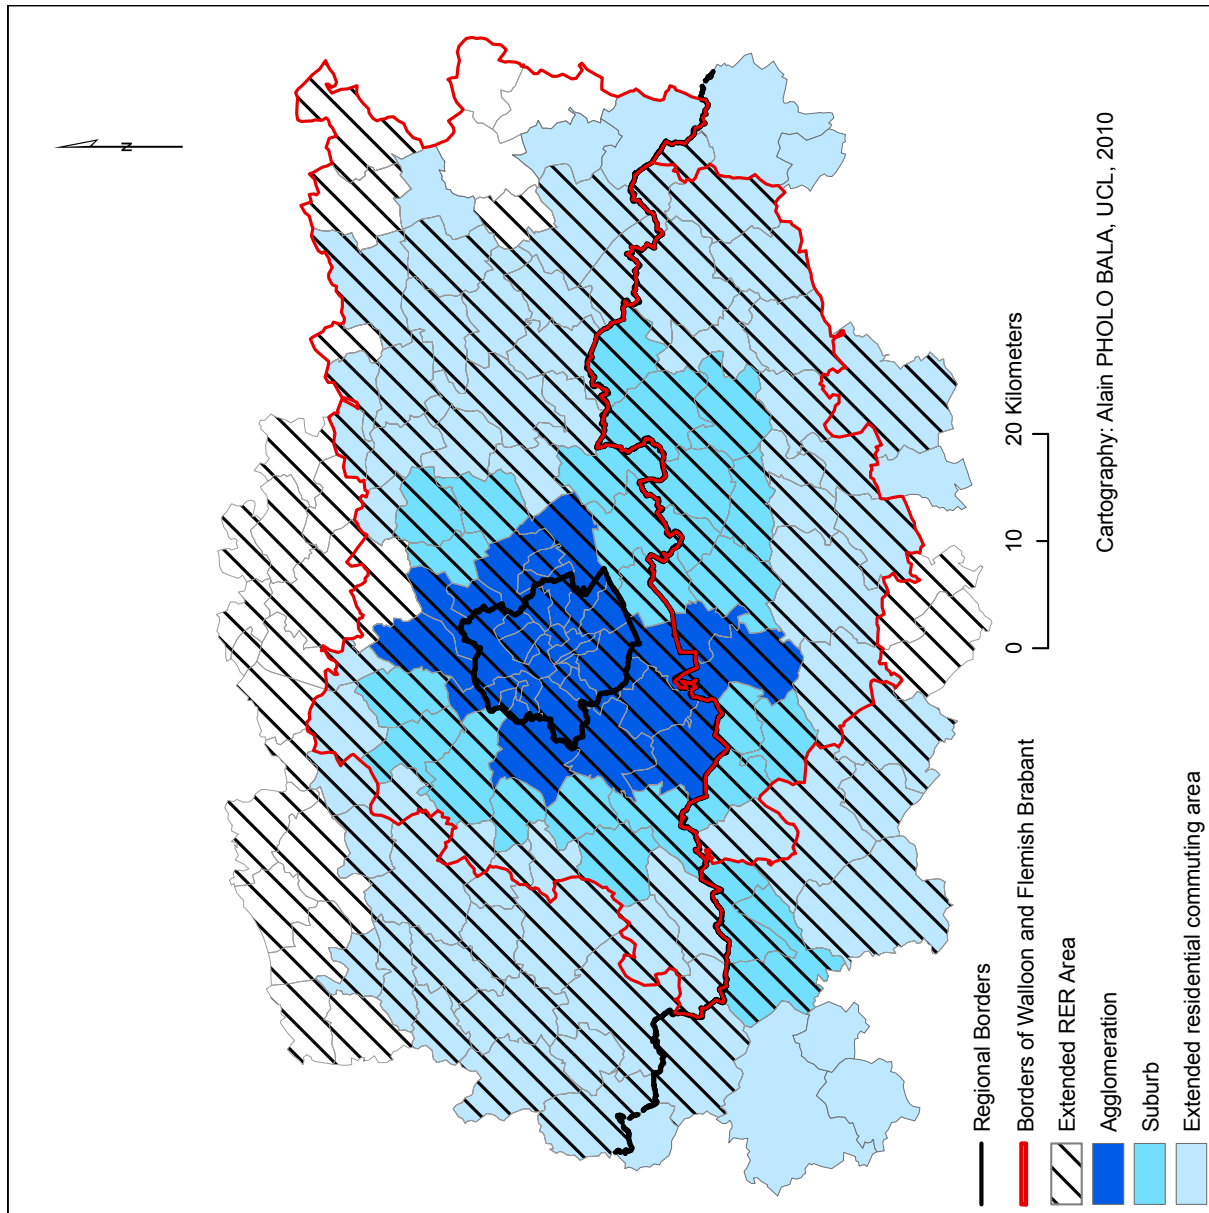 N
Regional Borders
Borders of Walloon and Flemish Brabant
Extended RER Area
Agglomeration
Suburb
Extended residential commuting area
0 10 20 Kilometers
Cartography: Alain PHOLO BALA, UCL, 2010